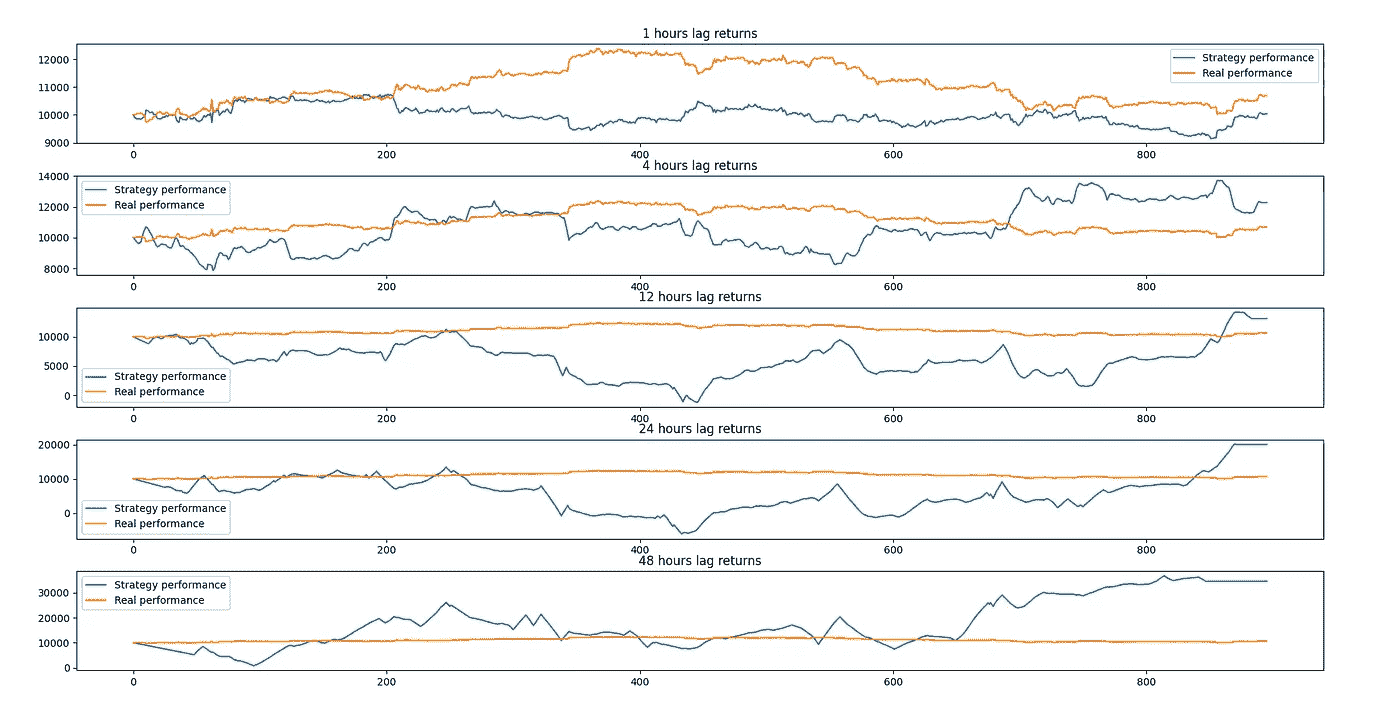 1 hours lag returns
Strategy performance
Real performance
12000
11000
10000
9000
0 200 400 600 800
4 hours lag returns
Strategy performance
Real performance
14000
12000
10000
8000
0 200 400 600 800
12 hours lag returns
10000
5000
0
Strategy performance
Real performance
0 200 400 600 800
24 hours lag returns
20000
10000
0
Strategy performance
Real performance
0 200 400 600 800
48 hours lag returns
Strategy performance
Real performance
30000
20000
10000
0
0 200 400 600 800